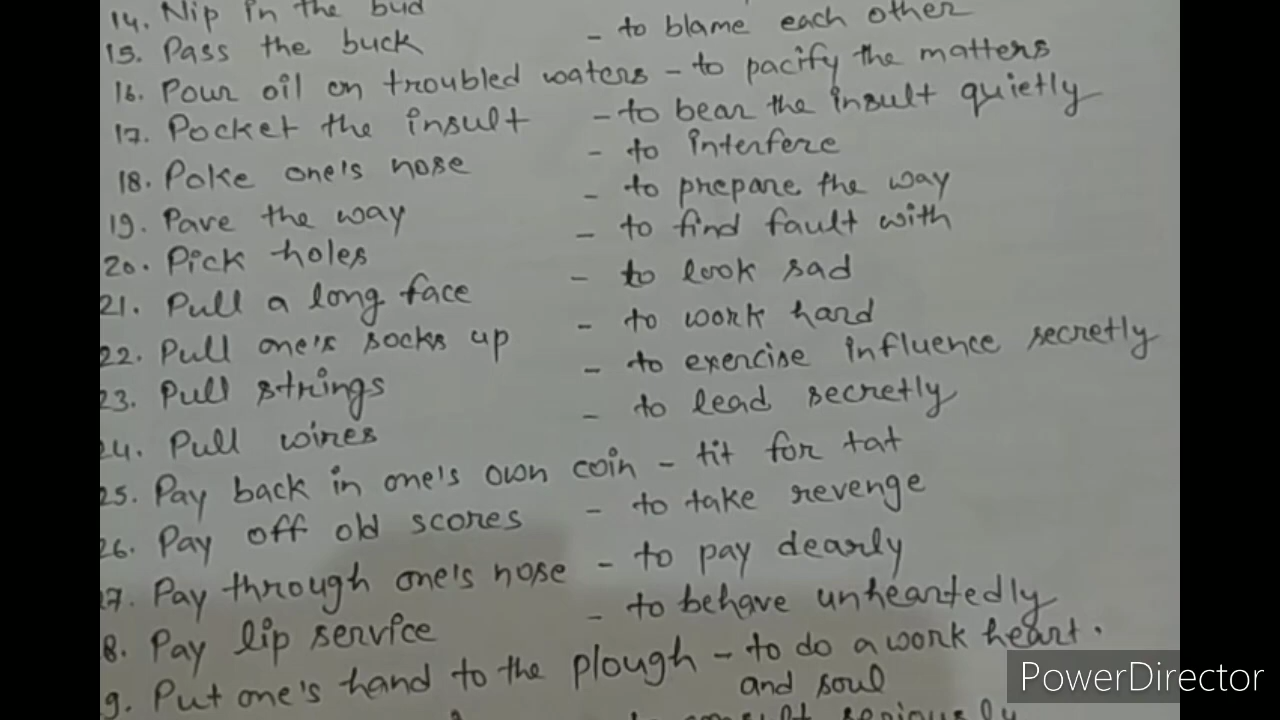 14. Nip in the bud
15. Pass the buck - to blame each other
16. Pour oil on troubled waters - to pacify the matters
17. Pocket the insult - to bear the insult quietly
18. Poke one's nose - to interfere
19. Pave the way - to prepare the way
20. Pick holes - to find fault with
21. Pull a long face - to look sad
22. Pull one's socks up - to work hard
23. Pull strings - to exercise influence secretly
24. Pull wires - to lead secretly
25. Pay back in one's own coin - tit for tat
26. Pay off old scores - to take revenge
27. Pay through one's nose - to pay dearly
8. Pay lip service - to behave unheartedly
9. Put one's hand to the plough - to do a work heart.
and soul
seriously
PowerDirector